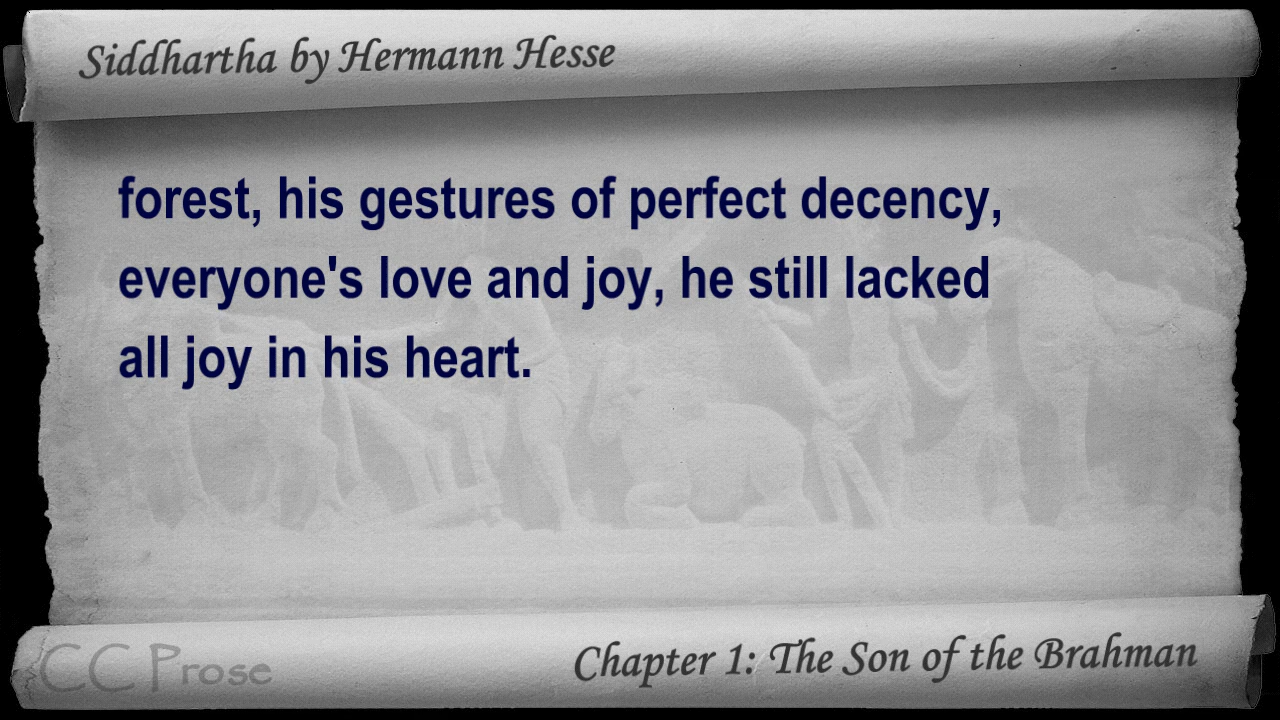 Siddhartha by Hermann Hesse
forest, his gestures of perfect decency,
everyone's love and joy, he still lacked
all joy in his heart.
CC Prose
Chapter 1: The Son of the Brahman